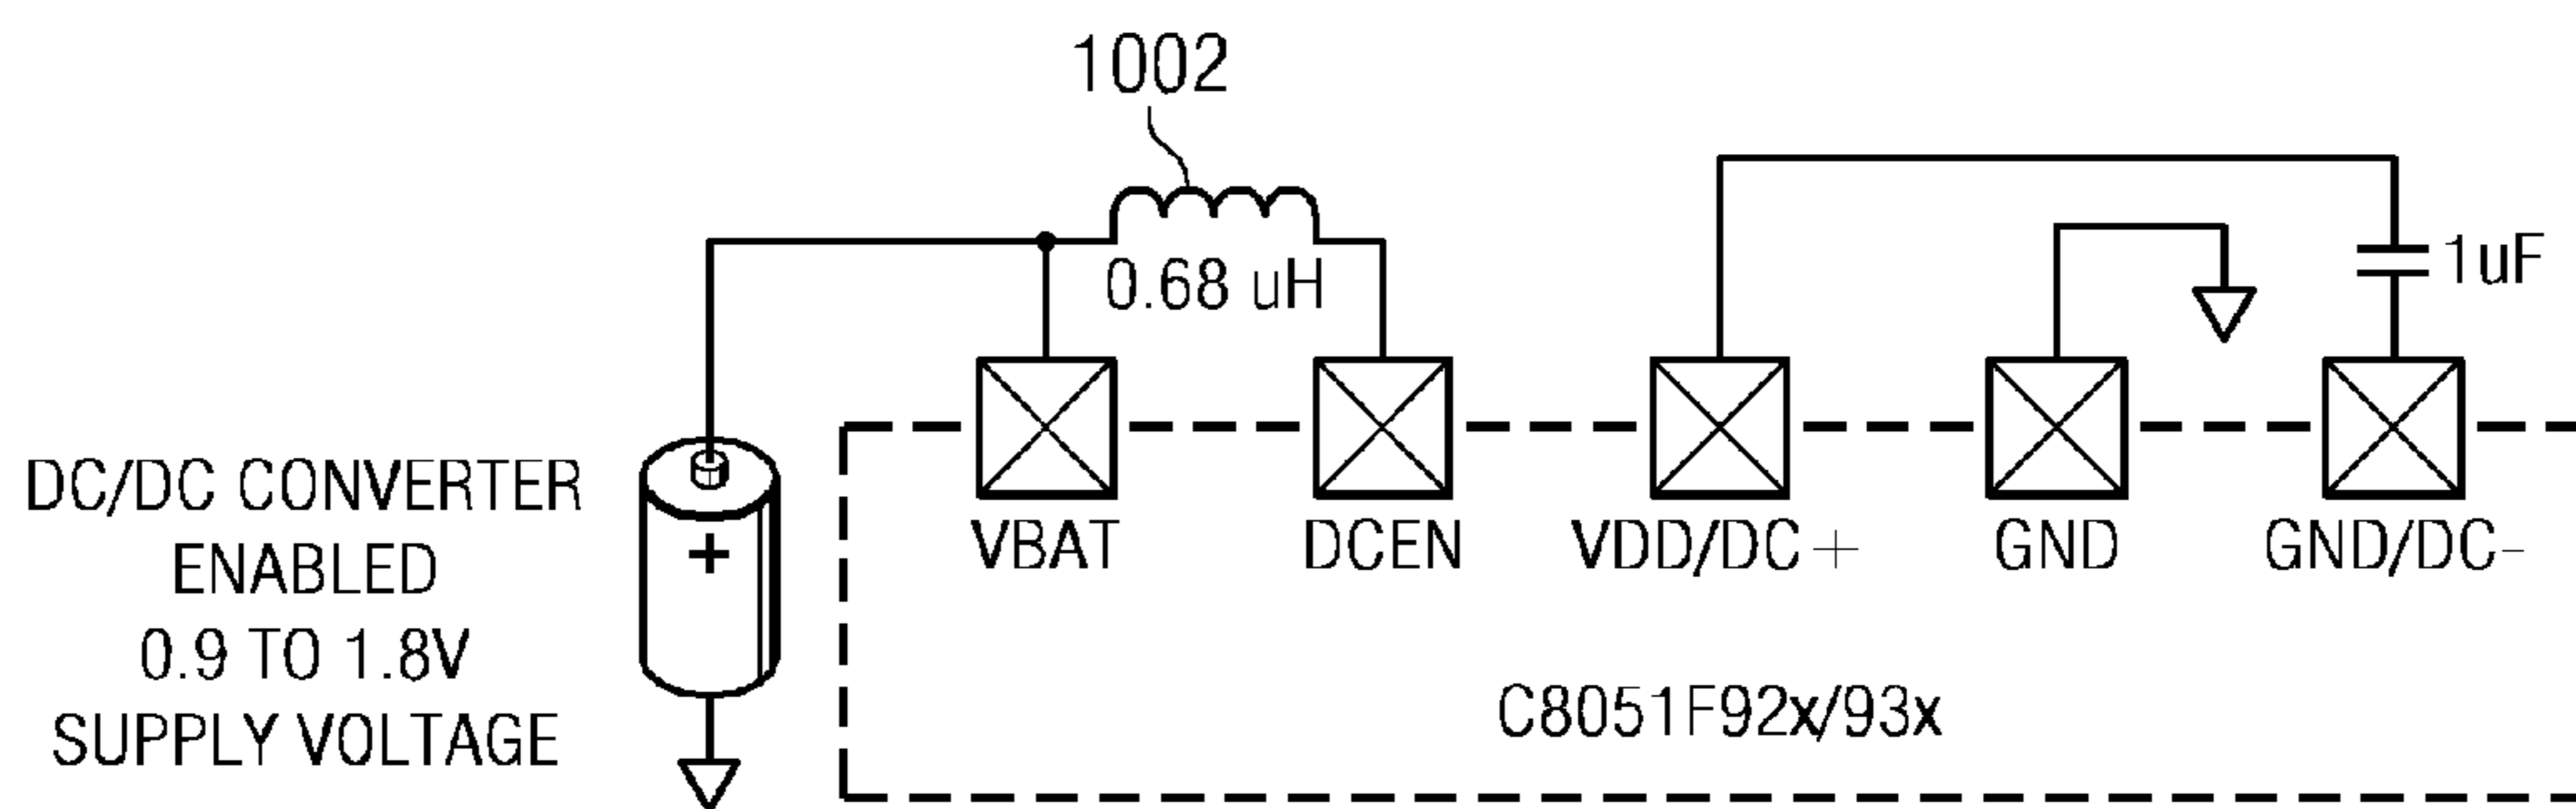 1002
0.68 uH
1uF
DC/DC CONVERTER
ENABLED
0.9 TO 1.8V
SUPPLY VOLTAGE
+
VBAT
DCEN
VDD/DC+
GND
GND/DC-
C8051F92x/93x